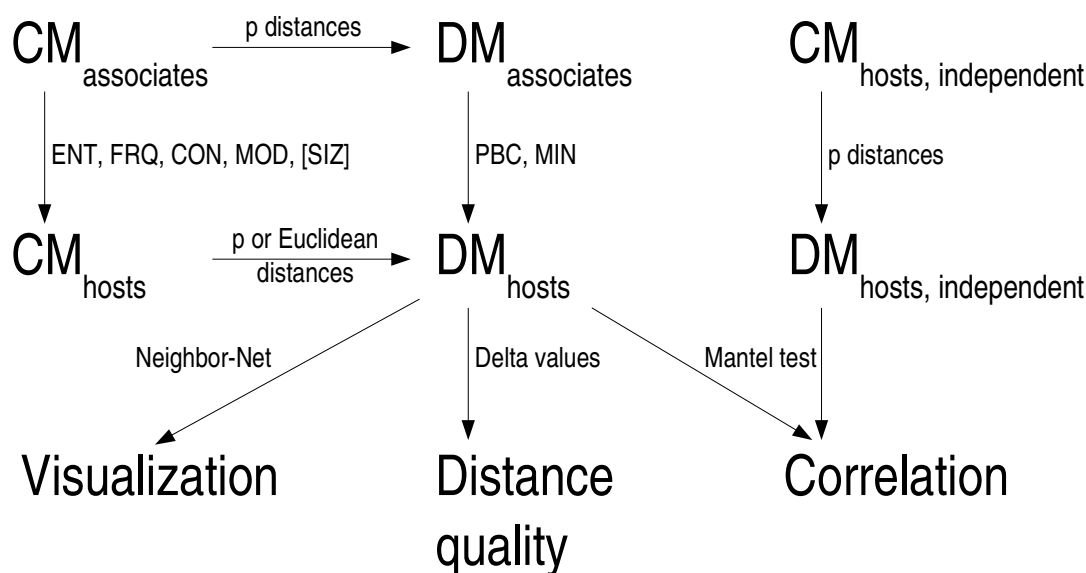 CM associates
p distances
DM associates
CM hosts, independent
ENT, FRQ, CON, MOD, [SIZ]
PBC, MIN
p distances
CM hosts
p or Euclidean
distances
DM hosts
DM hosts, independent
Neighbor-Net
Delta values
Mantel test
Visualization
Distance
quality
Correlation